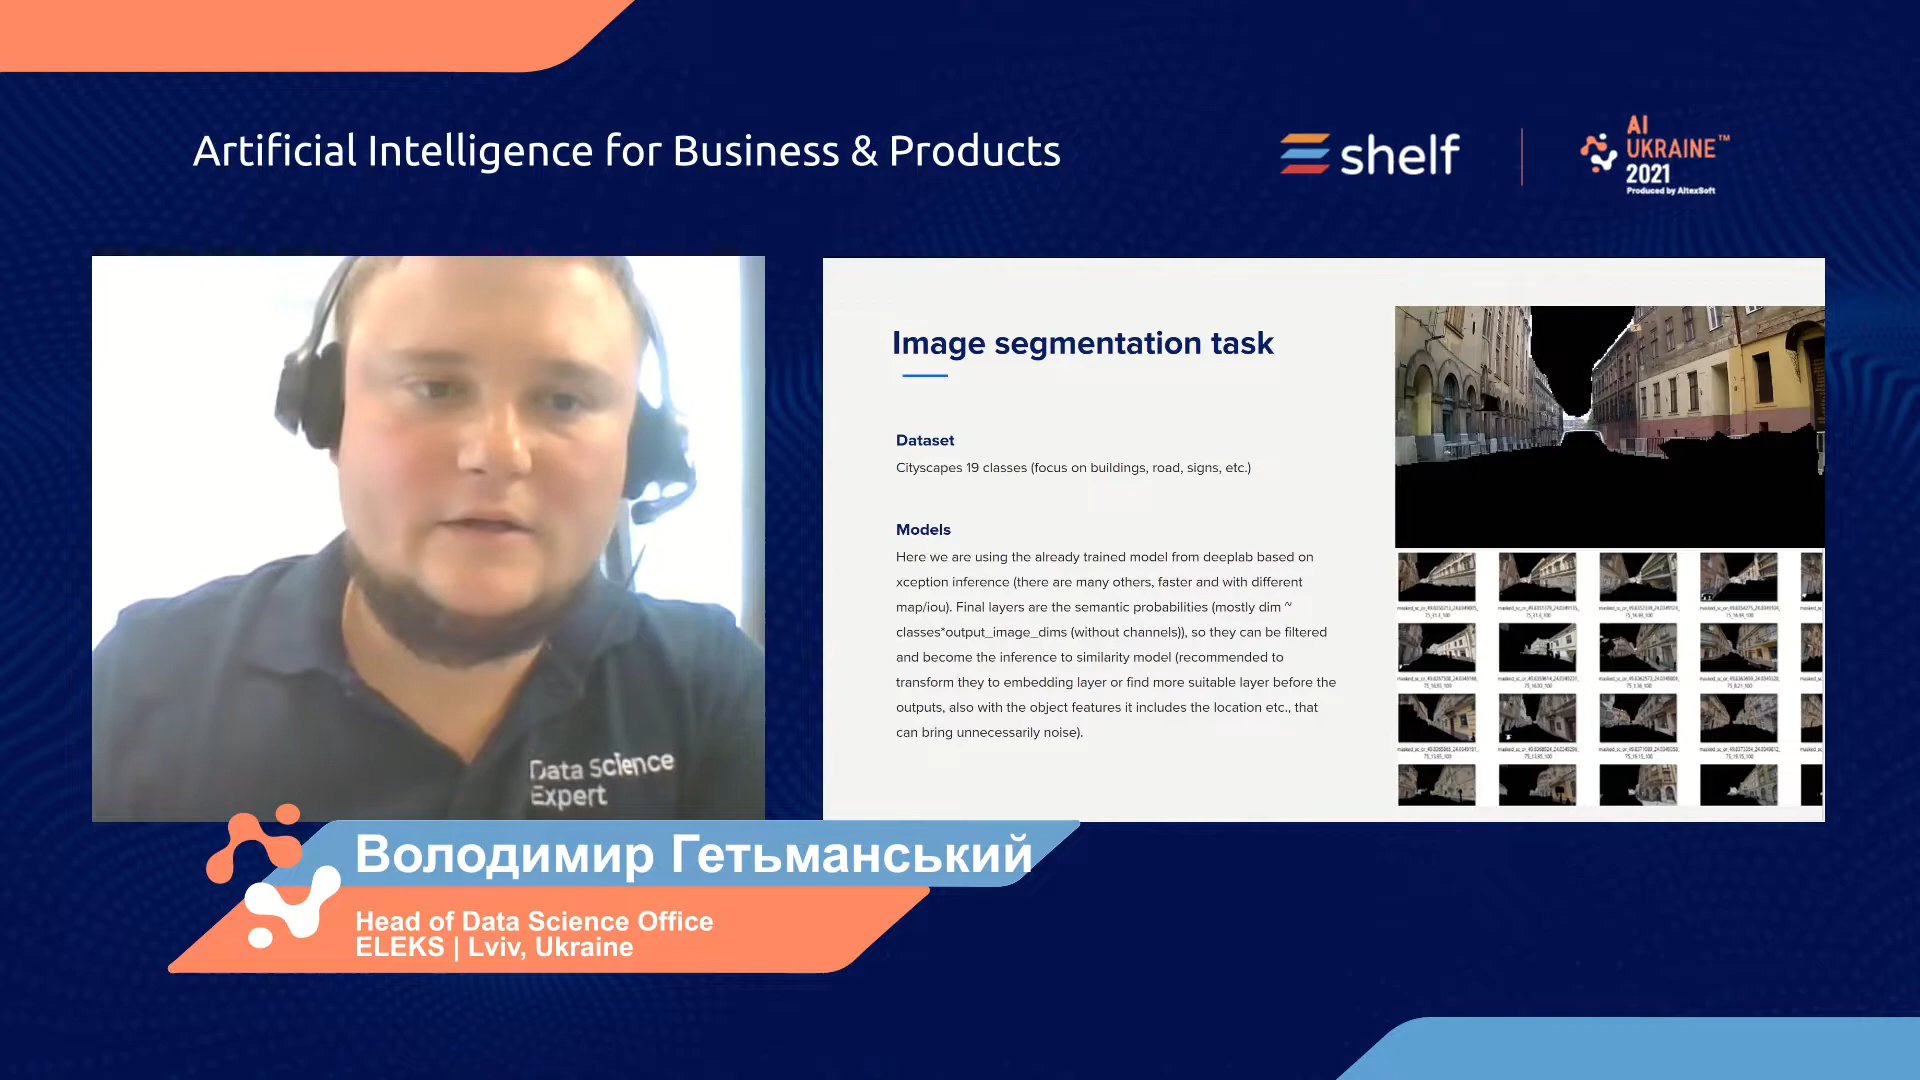 Artificial Intelligence for Business & Products
shelf
AI
UKRAINE™
2021
Produced by AltexSoft
Image segmentation task
Dataset
Cityscapes 19 classes (focus on buildings, road, signs, etc.)
Models
Here we are using the already trained model from deeplab based on
xception inference (there are many others, faster and with different
map/iou). Final layers are the semantic probabilities (mostly dim ~
classes*output_image_dims (without channels)), so they can be filtered
and become the inference to similarity model (recommended to
transform they to embedding layer or find more suitable layer before the
outputs, also with the object features it includes the location etc., that
can bring unnecessarily noise).
Data Science
Expert
Володимир Гетьманський
Head of Data Science Office
ELEKS | Lviv, Ukraine